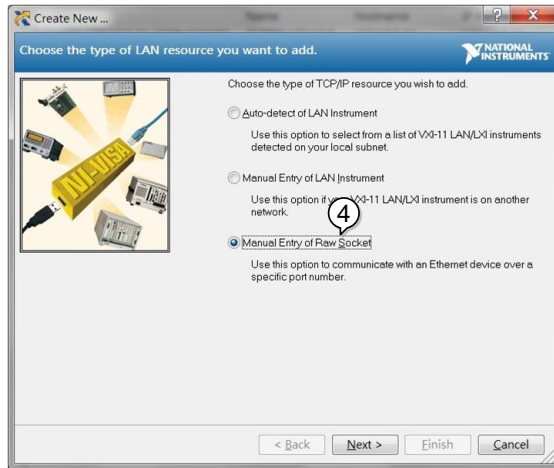 Create New ...
Choose the type of LAN resource you want to add.
NATIONAL
INSTRUMENTS
NI-VISA
Choose the type of TCP/IP resource you wish to add.
Auto-detect of LAN Instrument
Use this option to select from a list of VXI-11 LAN/LXI instruments
detected on your local subnet.
Manual Entry of LAN Instrument
Use this option if VXI-11 LAN/LXI instrument is on another
network.
4
Manual Entry of Raw Socket
Use this option to communicate with an Ethernet device over a
specific port number.
< Back
Next >
Finish
Cancel